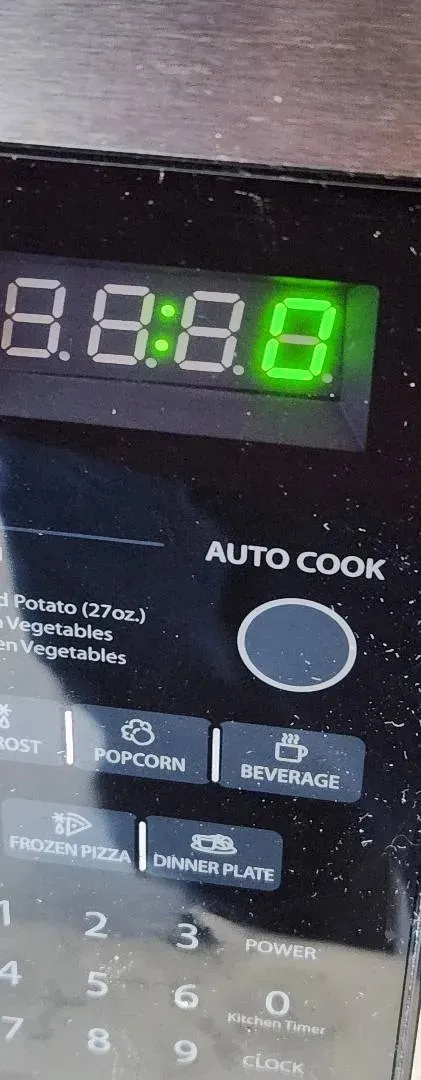 :0
AUTO COOK
d Potato (27oz.)
Vegetables
en Vegetables
ROST
POPCORN
BEVERAGE
FROZEN PIZZA
DINNER PLATE
1 2 3 POWER
4 5 6 0
Kitchen Timer
7 8 9 CLOCK